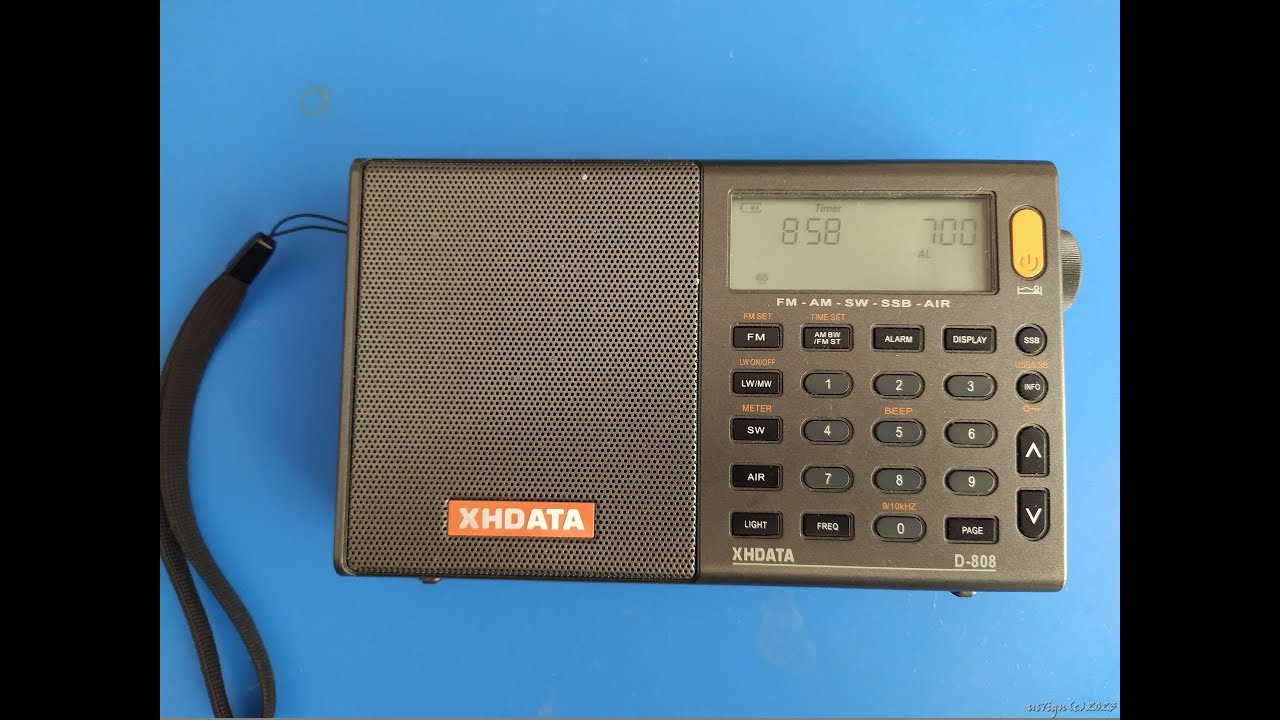 Timer
858 700
AL
FM - AM - SW - SSB - AIR
FM SET TIME SET
FM AM BW /FM ST ALARM DISPLAY SSB
LW ON/OFF USB/LSB
LW/MW 1 2 3 INFO
METER BEEP
SW 4 5 6
AIR 7 8 9
9/10kHZ
LIGHT FREQ 0 PAGE
XHDATA
XHDATA D-808
(c) 2023